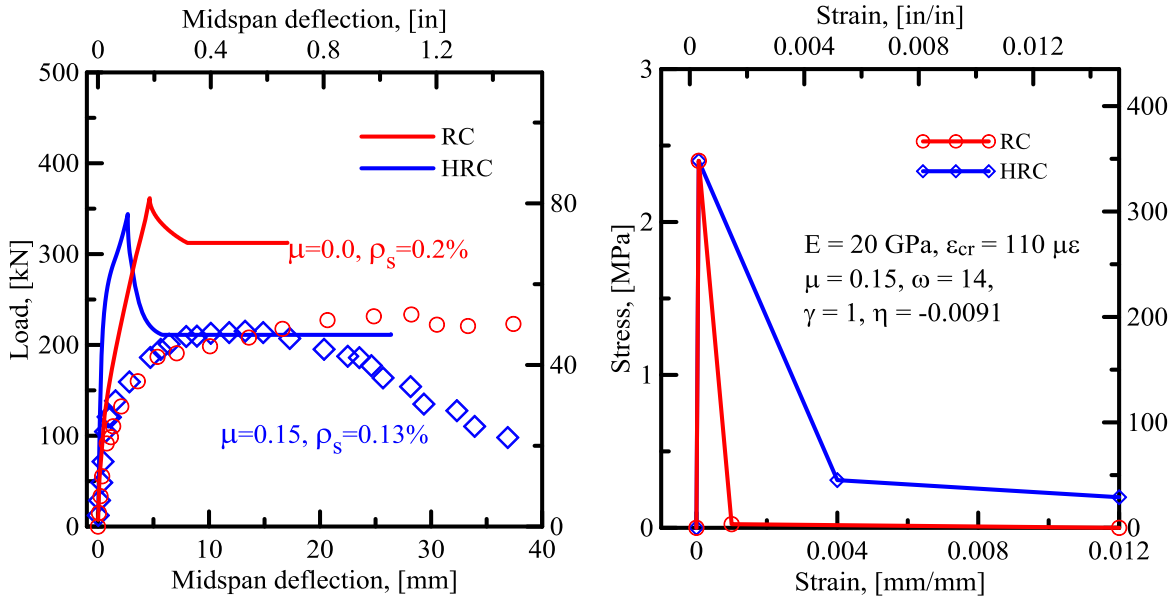 Midspan deflection, [in]
0 0.4 0.8 1.2
500
400
300
200
100
0
Load, [kN]
RC
HRC
μ=0.0, ρs=0.2%
μ=0.15, ρs=0.13%
80
40
0
0 10 20 30 40
Midspan deflection, [mm]
Strain, [in/in]
0 0.004 0.008 0.012
3
2
1
0
Stress, [MPa]
RC
HRC
E = 20 GPa, εcr = 110 με
μ = 0.15, ω = 14,
γ = 1, η = -0.0091
400
300
200
100
0
0 0.004 0.008 0.012
Strain, [mm/mm]